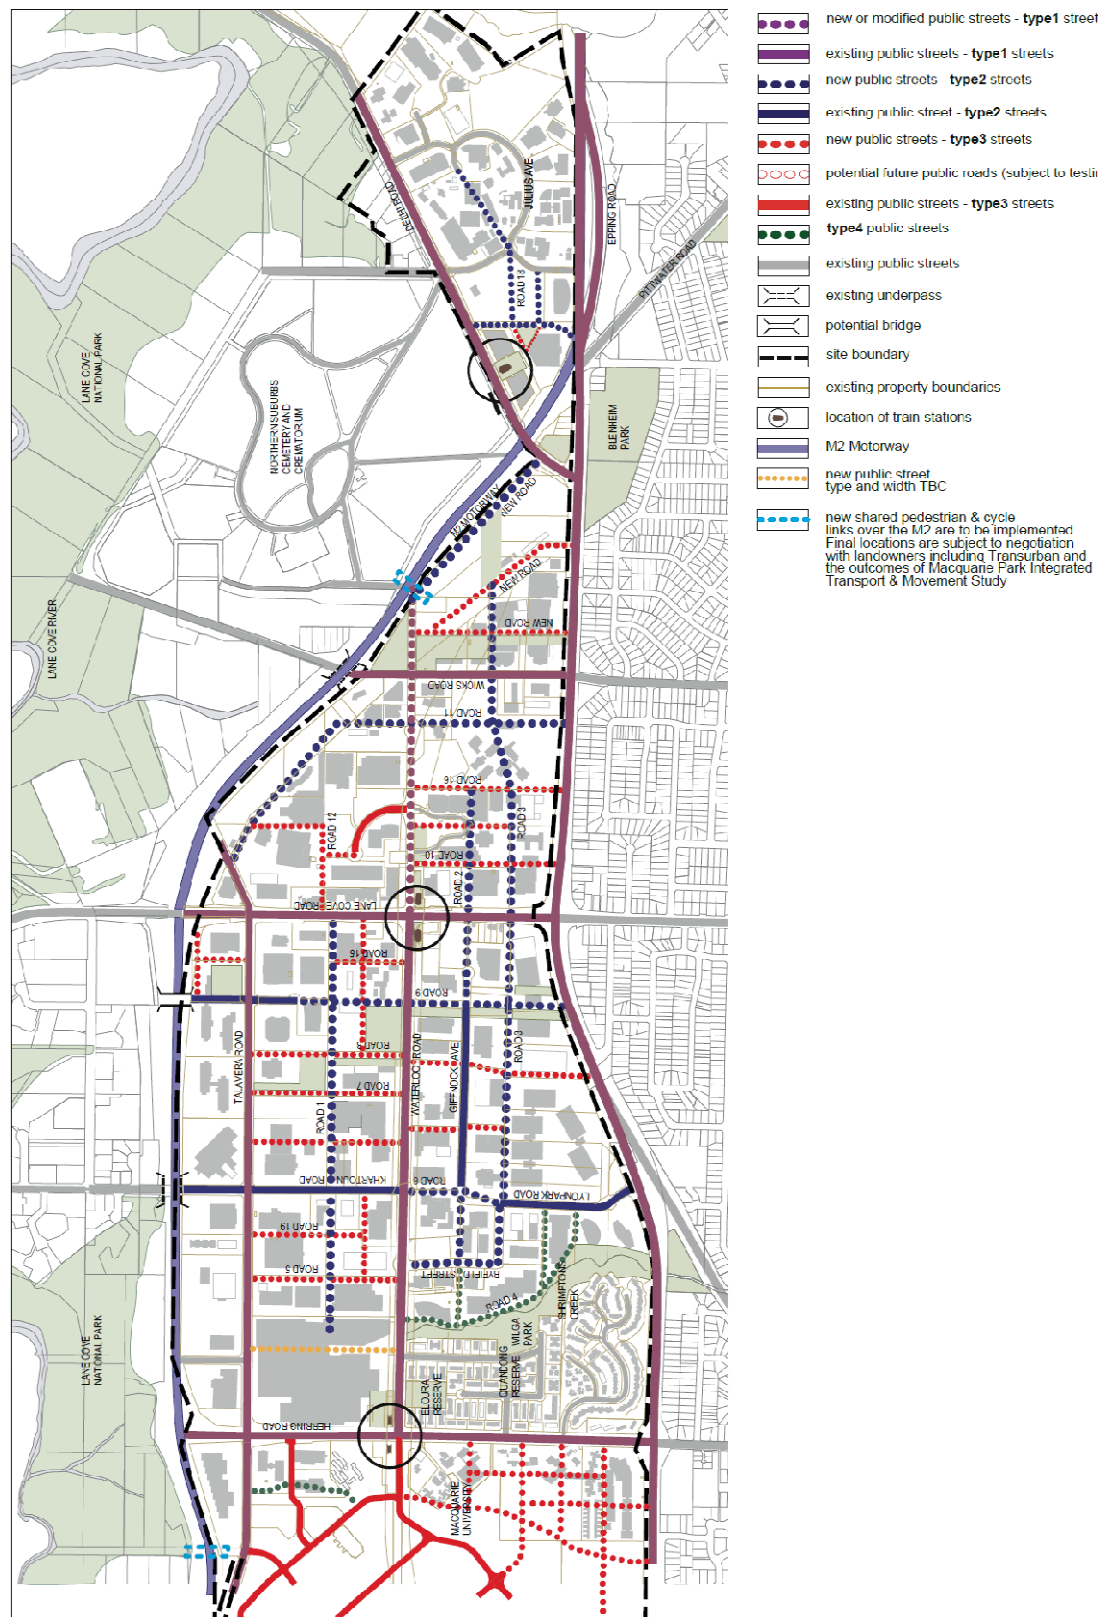 new or modified public streets - type1 street
existing public streets - type1 streets
new public streets - type2 streets
existing public street - type2 streets
new public streets - type3 streets
potential future public roads (subject to testi
existing public streets - type3 streets
type4 public streets
existing public streets
existing underpass
potential bridge
site boundary
existing property boundaries
location of train stations
M2 Motorway
new public street
type and width TBC
new shared pedestrian & cycle
links over the M2 are to be implemented
Final locations are subject to negotiation
with landowners including Transurban and
the outcomes of Macquarie Park Integrated
Transport & Movement Study
JULIUS AVE
DELHI ROAD
EPPING ROAD
PITTWATER ROAD
ROAD 18
LANE COVE
NATIONAL PARK
NORTHERN SUBURBS
CEMETERY AND
CREMATORIUM
BLENHEIM
PARK
M2 MOTORWAY
NEW ROAD
NEW ROAD
NEW ROAD
LANE COVE RIVER
WICKS ROAD
ROAD 11
ROAD 16
ROAD 12
ROAD 3
ROAD 10
ROAD 2
LANE COVE ROAD
ROAD 15
ROAD 9
TALAVERA ROAD
ROAD 8
WATERLOO ROAD
GIFFNOCK AVE
ROAD 3
ROAD 7
ROAD 1
KHARTOUM ROAD
ROAD 6
LYONPARK ROAD
ROAD 19
ROAD 5
BYFIELD STREET
ROAD 4
SHRIMPTONS
CREEK
WILGA
PARK
QUANDONG
RESERVE
ELOURA
RESERVE
LANE COVE
NATIONAL PARK
HERRING ROAD
MACQUARIE
UNIVERSITY